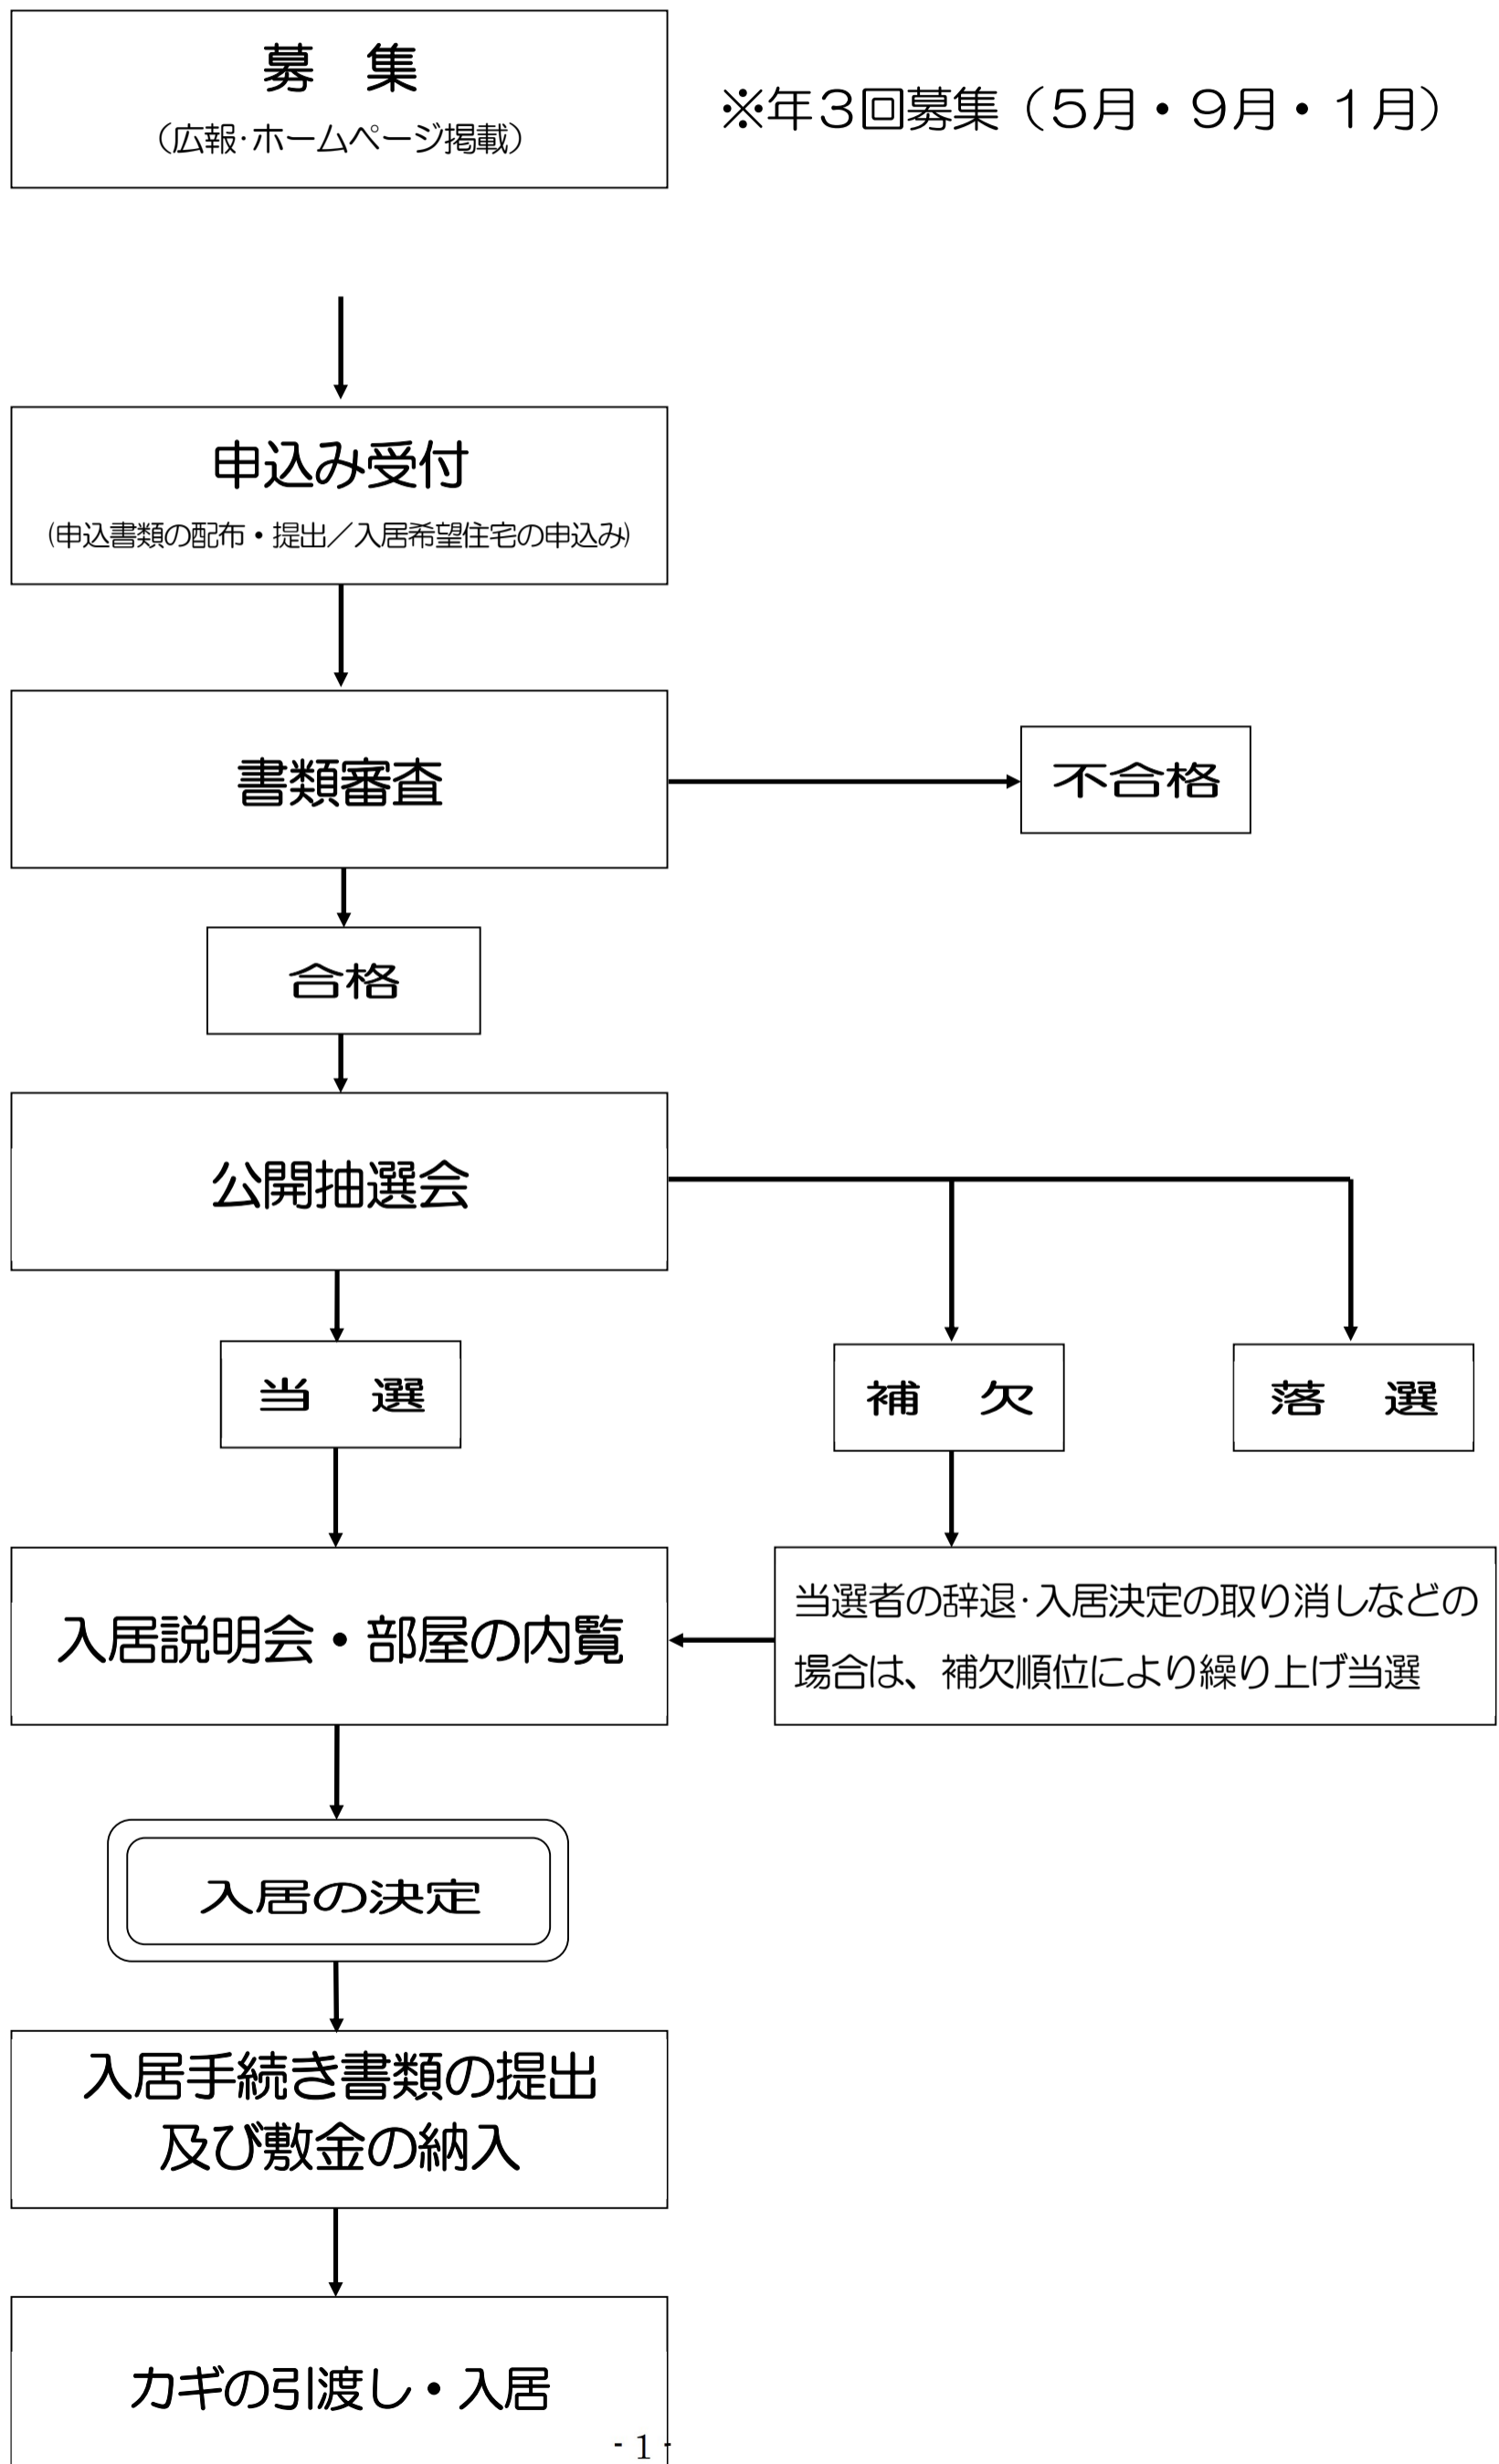 募　集
（広報・ホームページ掲載）
※年３回募集（５月・９月・１月）
申込み受付
（申込書類の配布・提出／入居希望住宅の申込み）
書類審査
不合格
合格
公開抽選会
当　選
補　欠
落　選
入居説明会・部屋の内覧
当選者の辞退・入居決定の取り消しなどの
場合は、補欠順位により繰り上げ当選
入居の決定
入居手続き書類の提出
及び敷金の納入
カギの引渡し・入居
- 1 -